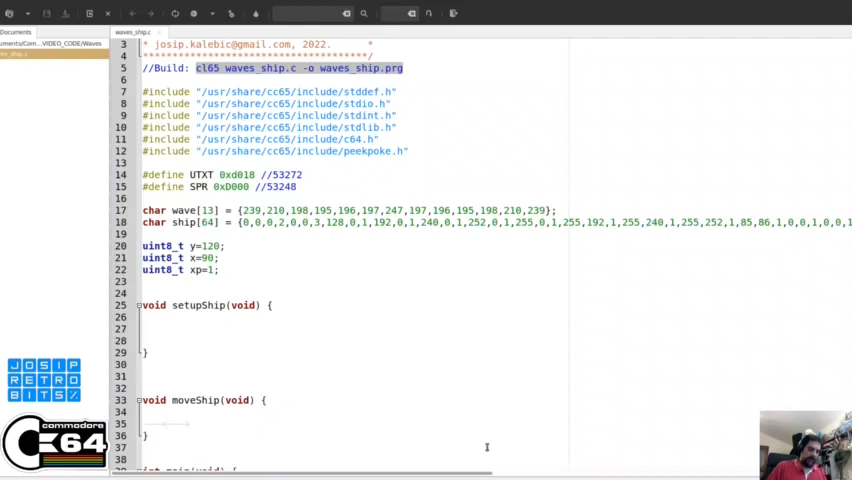 Documents
waves_ship.c
uments/Com...VIDEO_CODE/Waves
3 * josip.kalebic@gmail.com, 2022. *
4 **************************************/
5 //Build: cl65 waves_ship.c -o waves_ship.prg
6
7 #include "/usr/share/cc65/include/stddef.h"
8 #include "/usr/share/cc65/include/stdio.h"
9 #include "/usr/share/cc65/include/stdint.h"
10 #include "/usr/share/cc65/include/stdlib.h"
11 #include "/usr/share/cc65/include/c64.h"
12 #include "/usr/share/cc65/include/peekpoke.h"
13
14 #define UTXT 0xd018 //53272
15 #define SPR 0xD000 //53248
16
17 char wave[13] = {239,210,198,195,196,197,247,197,196,195,198,210,239};
18 char ship[64] = {0,0,0,2,0,0,3,128,0,1,192,0,1,240,0,1,252,0,1,255,0,1,255,192,1,255,240,1,255,252,1,85,86,1,0,0,1,0,0,1
19
20 uint8_t y=120;
21 uint8_t x=90;
22 uint8_t xp=1;
23
24
25 void setupShip(void) {
26
27
28
29 }
30
31
32
33 void moveShip(void) {
34
35
36 }
37
38
JOSIP
RETRO
BITS%
commodore
C64